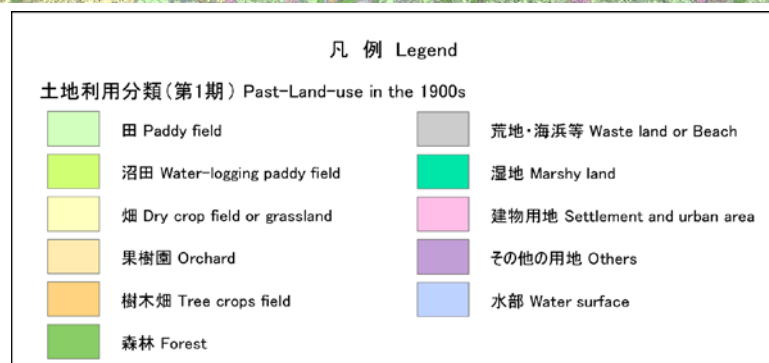 凡 例 Legend
土地利用分類(第1期) Past-Land-use in the 1900s
田 Paddy field
沼田 Water-logging paddy field
畑 Dry crop field or grassland
果樹園 Orchard
樹木畑 Tree crops field
森林 Forest
荒地・海浜等 Waste land or Beach
湿地 Marshy land
建物用地 Settlement and urban area
その他の用地 Others
水部 Water surface